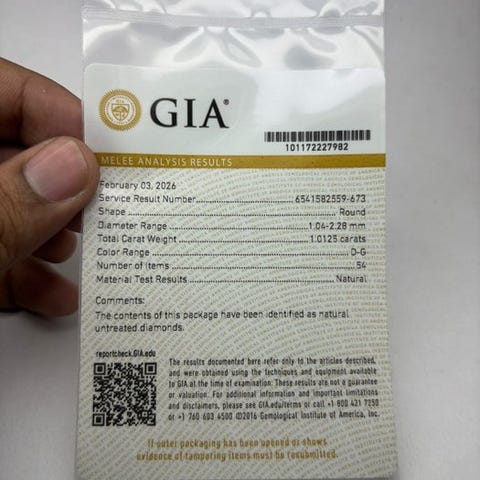 GIA®
101172227982
MELEE ANALYSIS RESULTS
February 03, 2026
Service Result Number 6541582559-673
Shape Round
Diameter Range 1.04-2.28 mm
Total Carat Weight 1.0125 carats
Color Range D-G
Number of Items 54
Material Test Results Natural
Comments:
The contents of this package have been identified as natural
untreated diamonds.
reportcheck.GIA.edu
The results documented here refer only to the articles described,
and were obtained using the techniques and equipment available
to GIA at the time of examination. These results are not a guarantee
or valuation. For additional information and important limitations
and disclaimers, please see GIA.edu/terms or call +1 800 421 7250
or +1 760 603 4500 ©2016 Gemological Institute of America, Inc.
If outer packaging has been opened or shows
evidence of tampering items must be resubmitted.